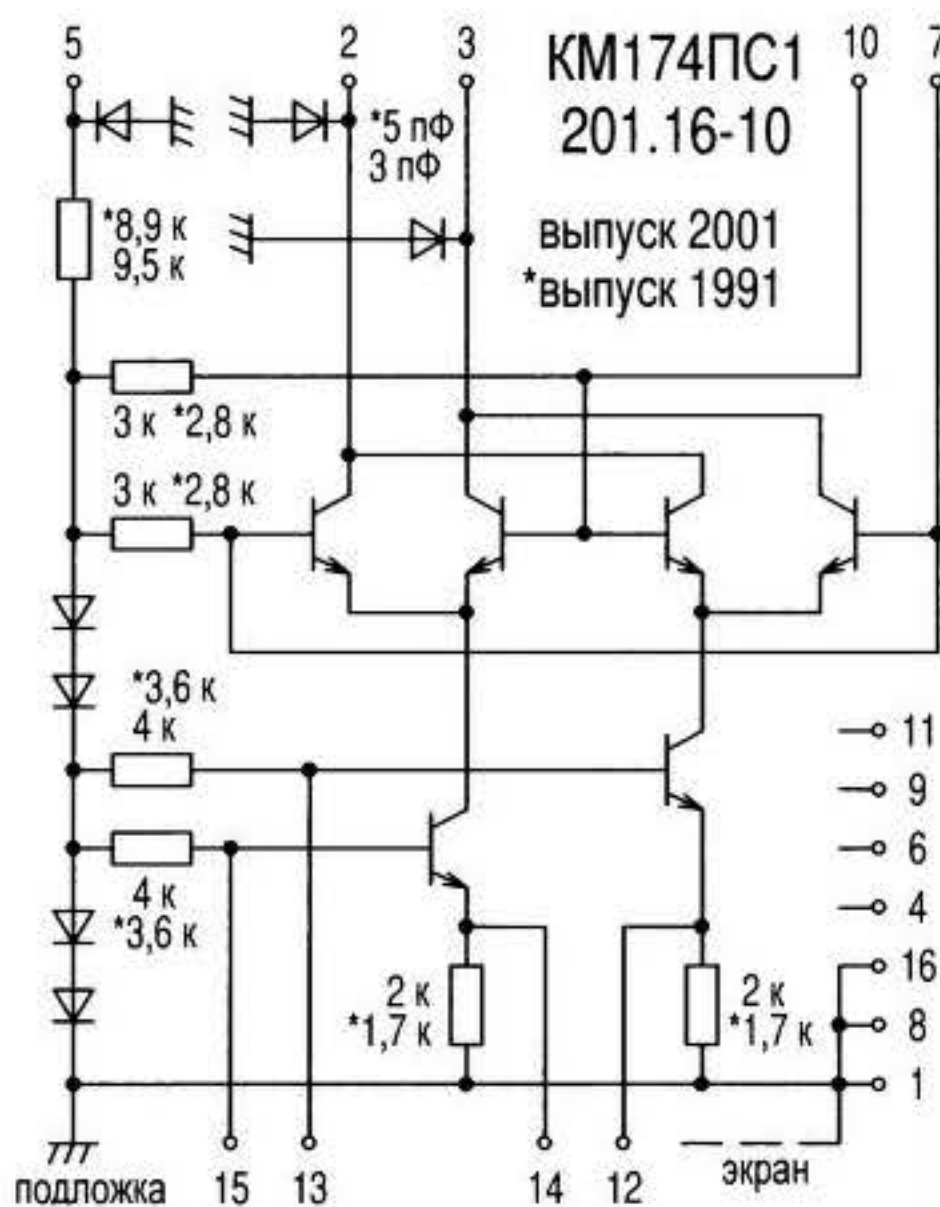 5
2
3
КМ174ПС1
10
7
201.16-10
*5 пФ
3 пФ
*8,9 к
9,5 к
выпуск 2001
*выпуск 1991
3 к *2,8 к
3 к *2,8 к
*3,6 к
4 к
11
9
6
4 к
*3,6 к
4
16
2 к
*1,7 к
2 к
*1,7 к
8
1
подложка
15
13
14
12
экран